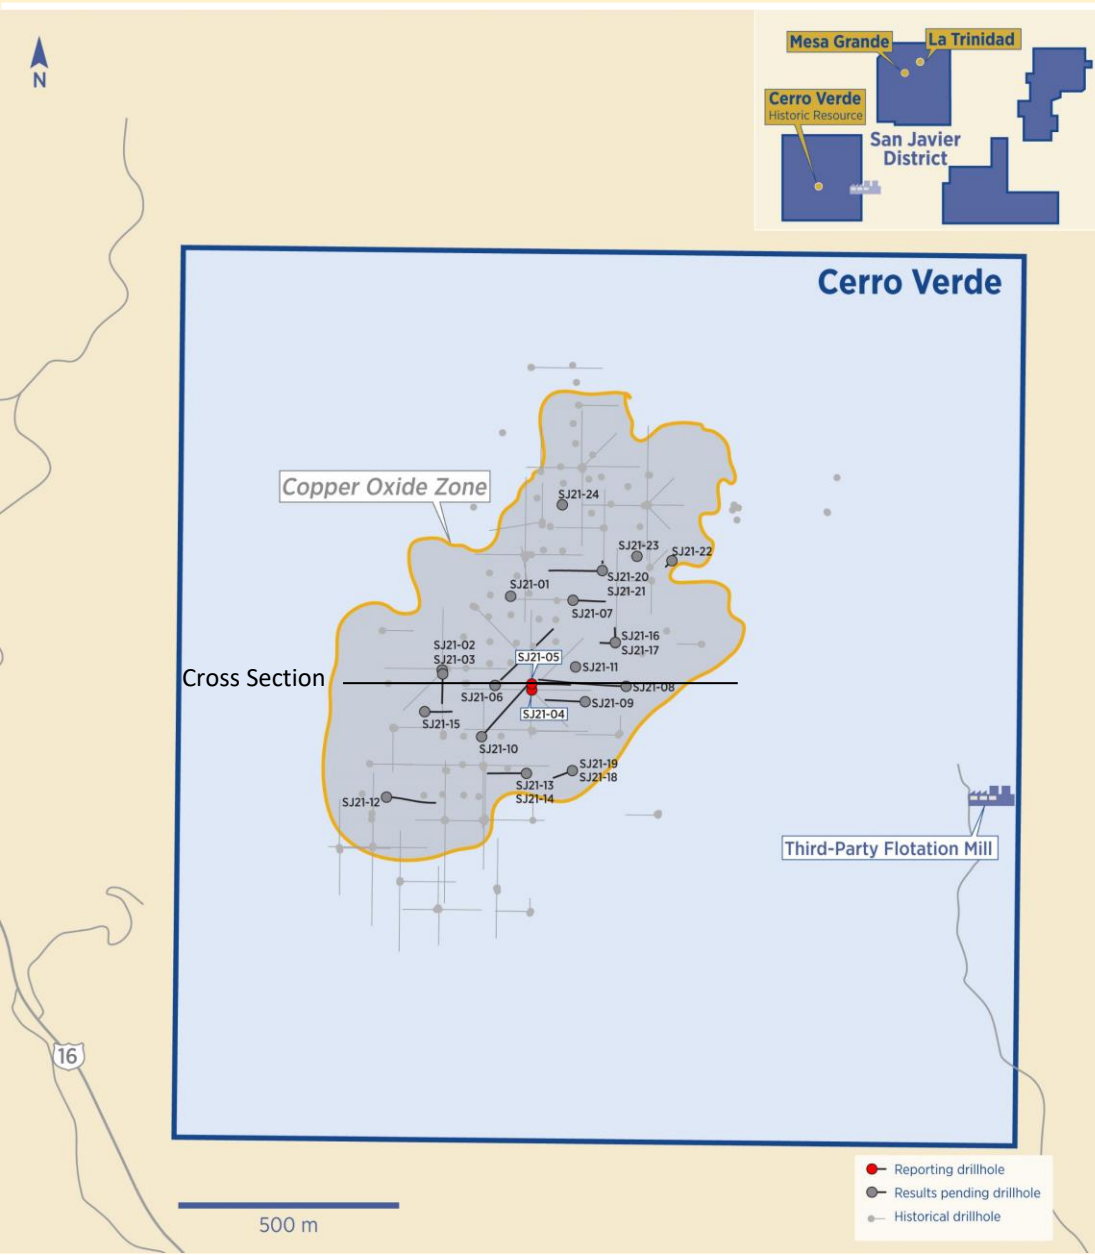 N
Mesa Grande
La Trinidad
Cerro Verde
Historic Resource
San Javier
District
Cerro Verde
Copper Oxide Zone
SJ21-24
SJ21-23
SJ21-22
SJ21-20
SJ21-21
SJ21-01
SJ21-07
SJ21-16
SJ21-17
SJ21-02
SJ21-03
SJ21-05
SJ21-11
Cross Section
SJ21-06
SJ21-08
SJ21-09
SJ21-04
SJ21-15
SJ21-10
SJ21-19
SJ21-18
SJ21-13
SJ21-14
SJ21-12
Third-Party Flotation Mill
16
Reporting drillhole
Results pending drillhole
Historical drillhole
500 m